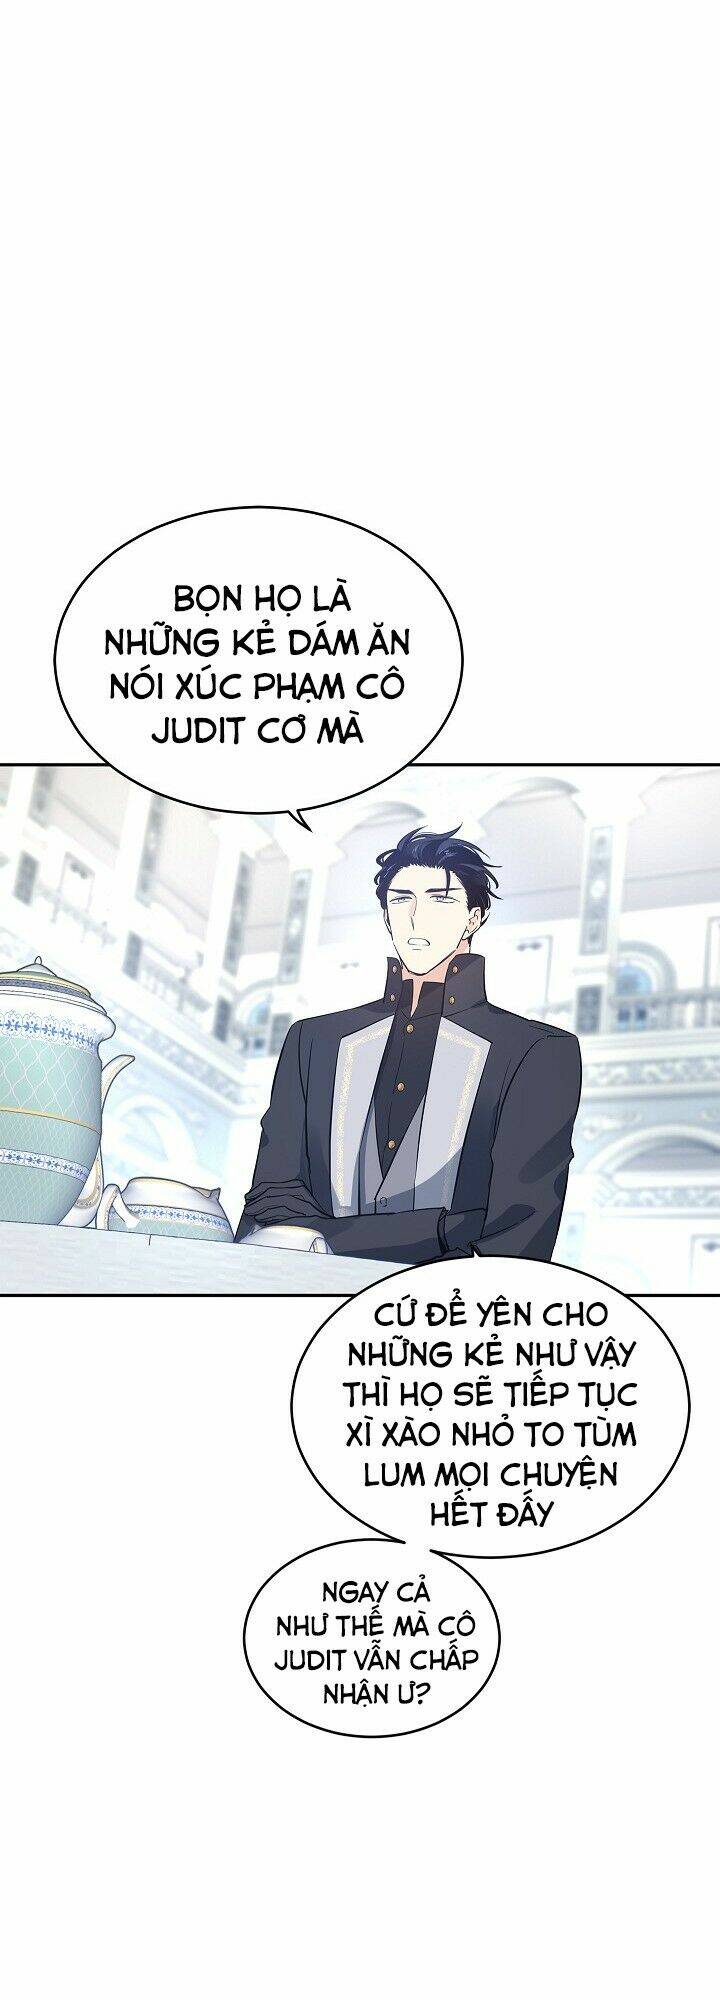 BỌN HỌ LÀ
NHỮNG KẺ DÁM ĂN
NÓI XÚC PHẠM CÔ
JUDIT CƠ MÀ
CỨ ĐỂ YÊN CHO
NHỮNG KẺ NHƯ VẬY
THÌ HỌ SẼ TIẾP TỤC
XÌ XÀO NHỎ TO TÙM
LUM MỌI CHUYỆN
HẾT ĐẤY
NGAY CẢ
NHƯ THẾ MÀ CÔ
JUDIT VẪN CHẤP
NHẬN Ư?